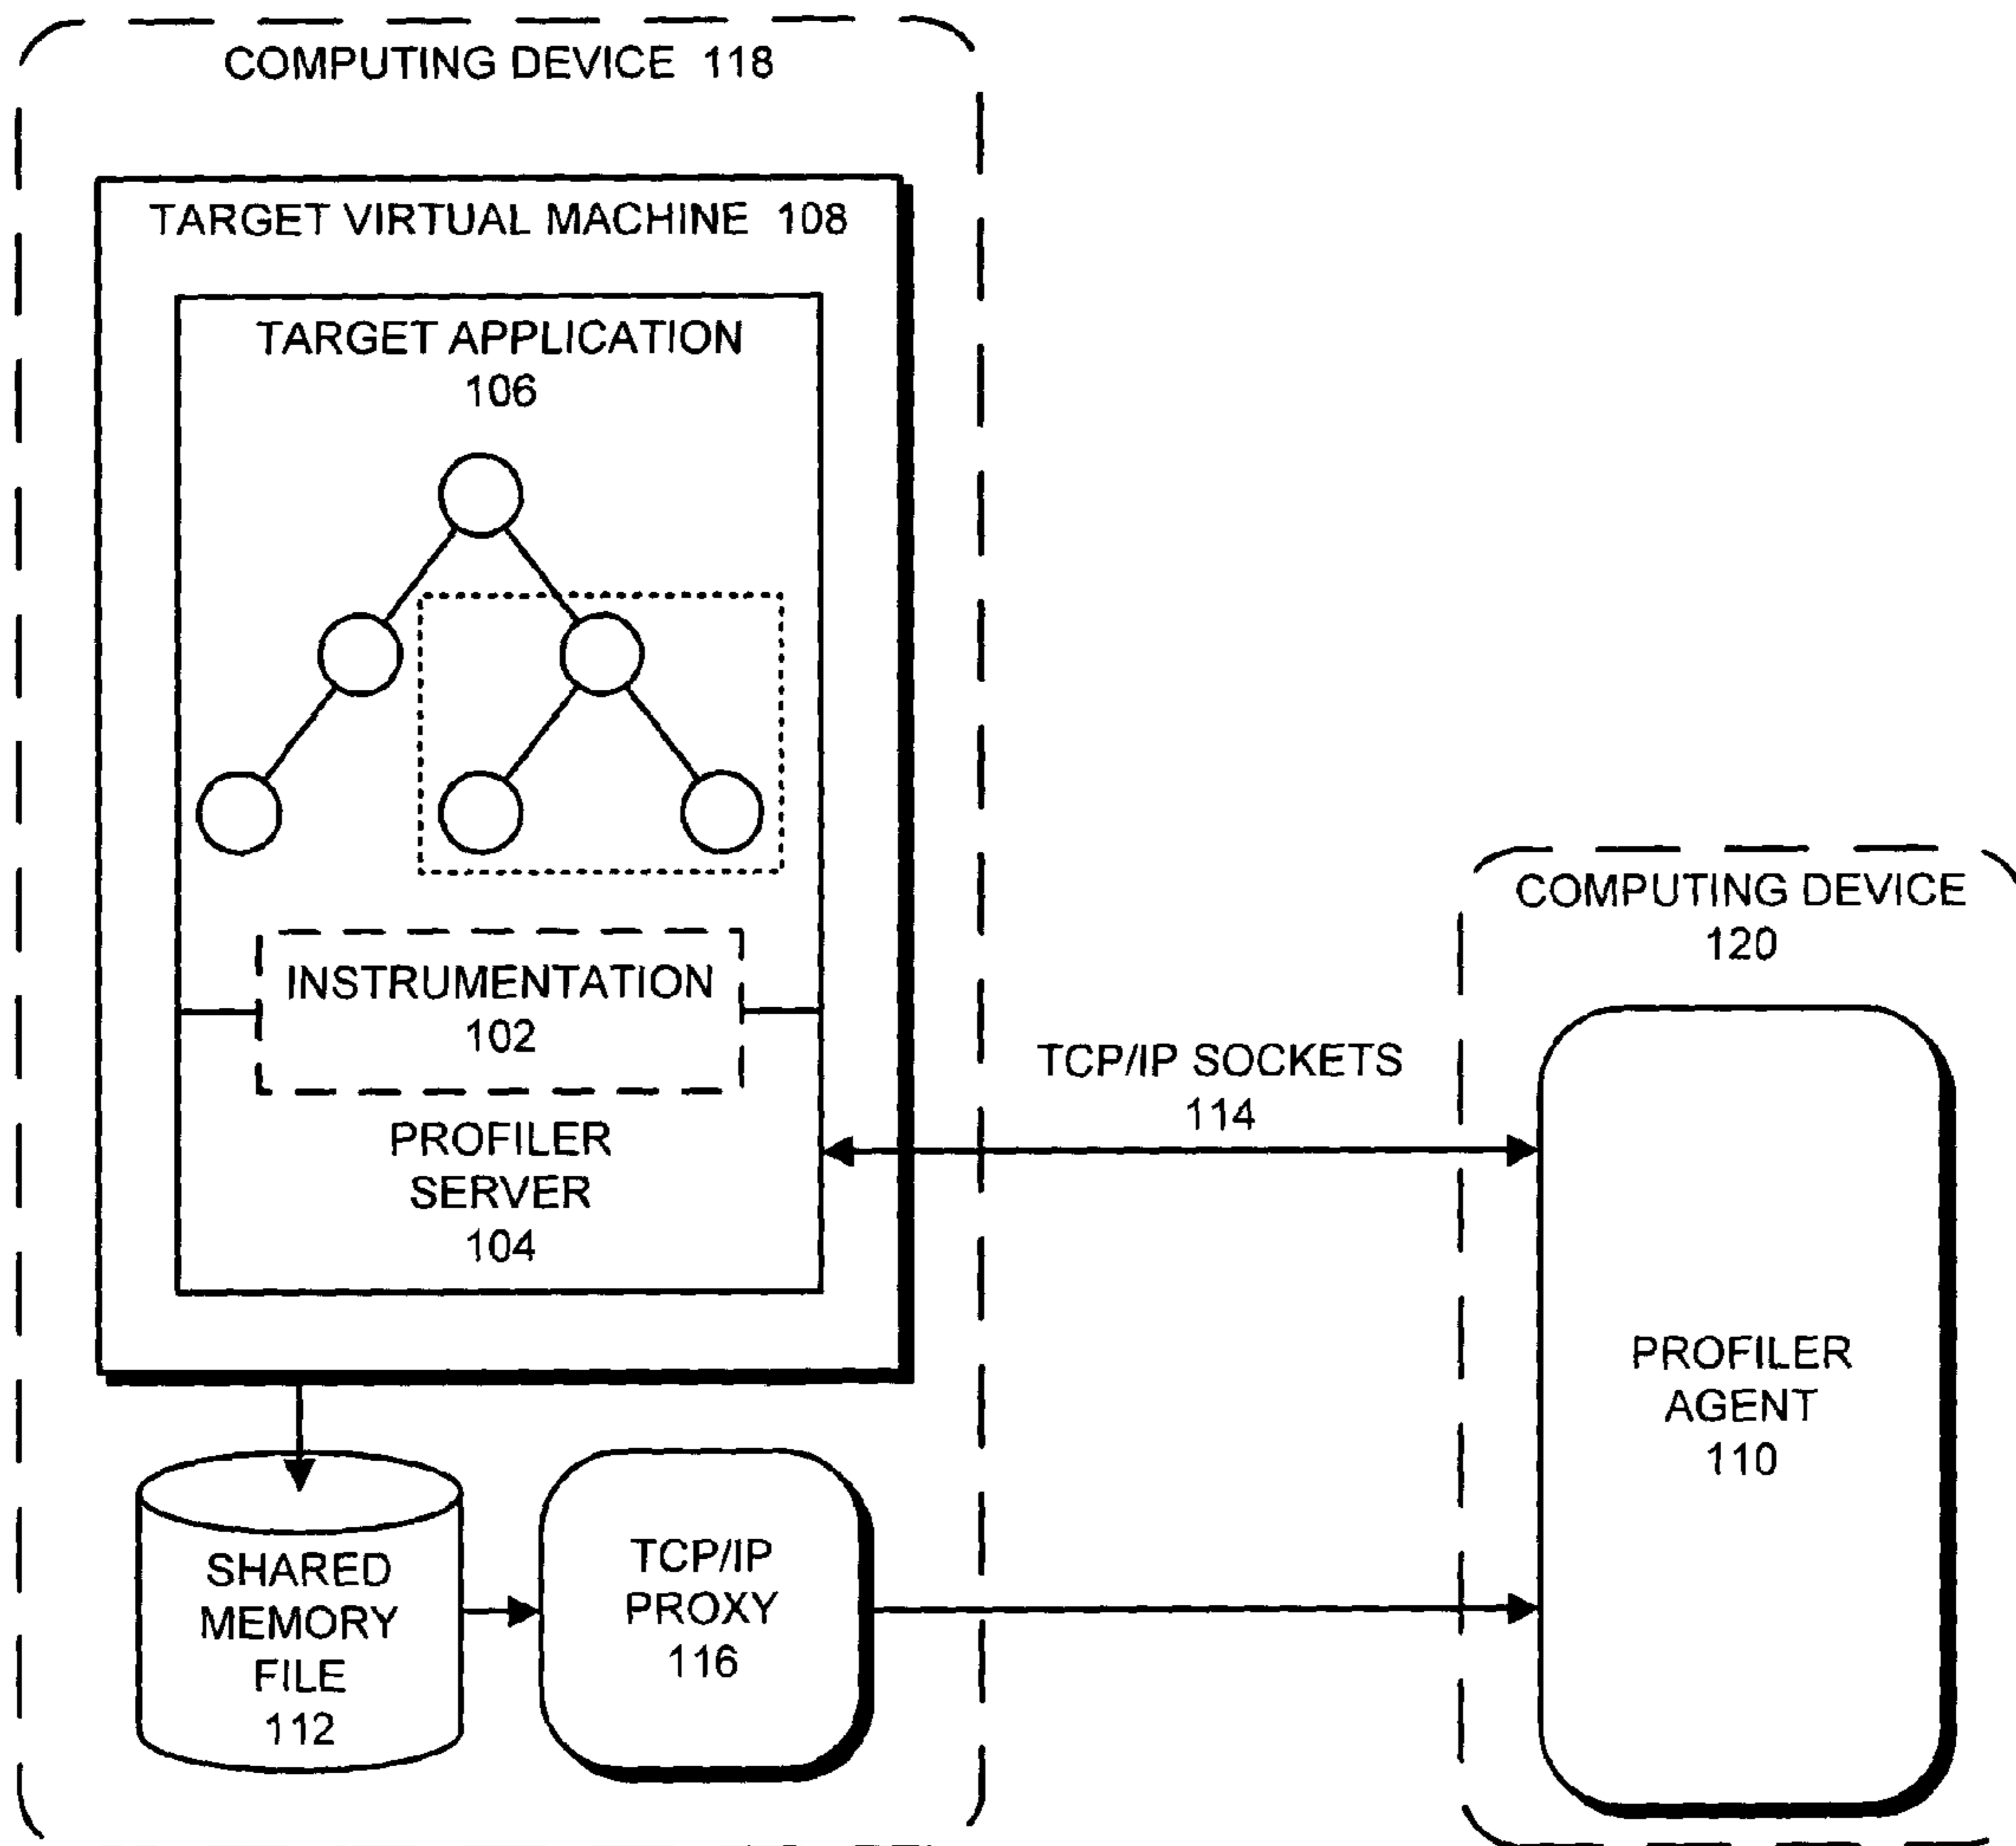 COMPUTING DEVICE 118
TARGET VIRTUAL MACHINE 108
TARGET APPLICATION
106
INSTRUMENTATION
102
PROFILER
SERVER
104
TCP/IP SOCKETS
114
COMPUTING DEVICE
120
PROFILER
AGENT
110
SHARED
MEMORY
FILE
112
TCP/IP
PROXY
116